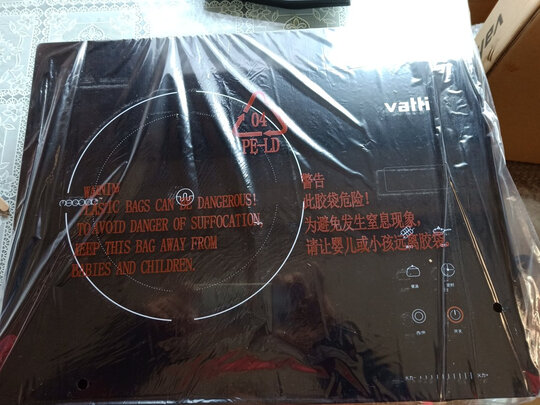 vatti
04
PE-LD
警告
此胶袋危险!
为避免发生窒息现象,
请让婴儿或小孩远离胶袋。
PLASTIC BAGS CAN BE DANGEROUS!
TO AVOID DANGER OF SUFFOCATION,
KEEP THIS BAG AWAY FROM
BABIES AND CHILDREN.